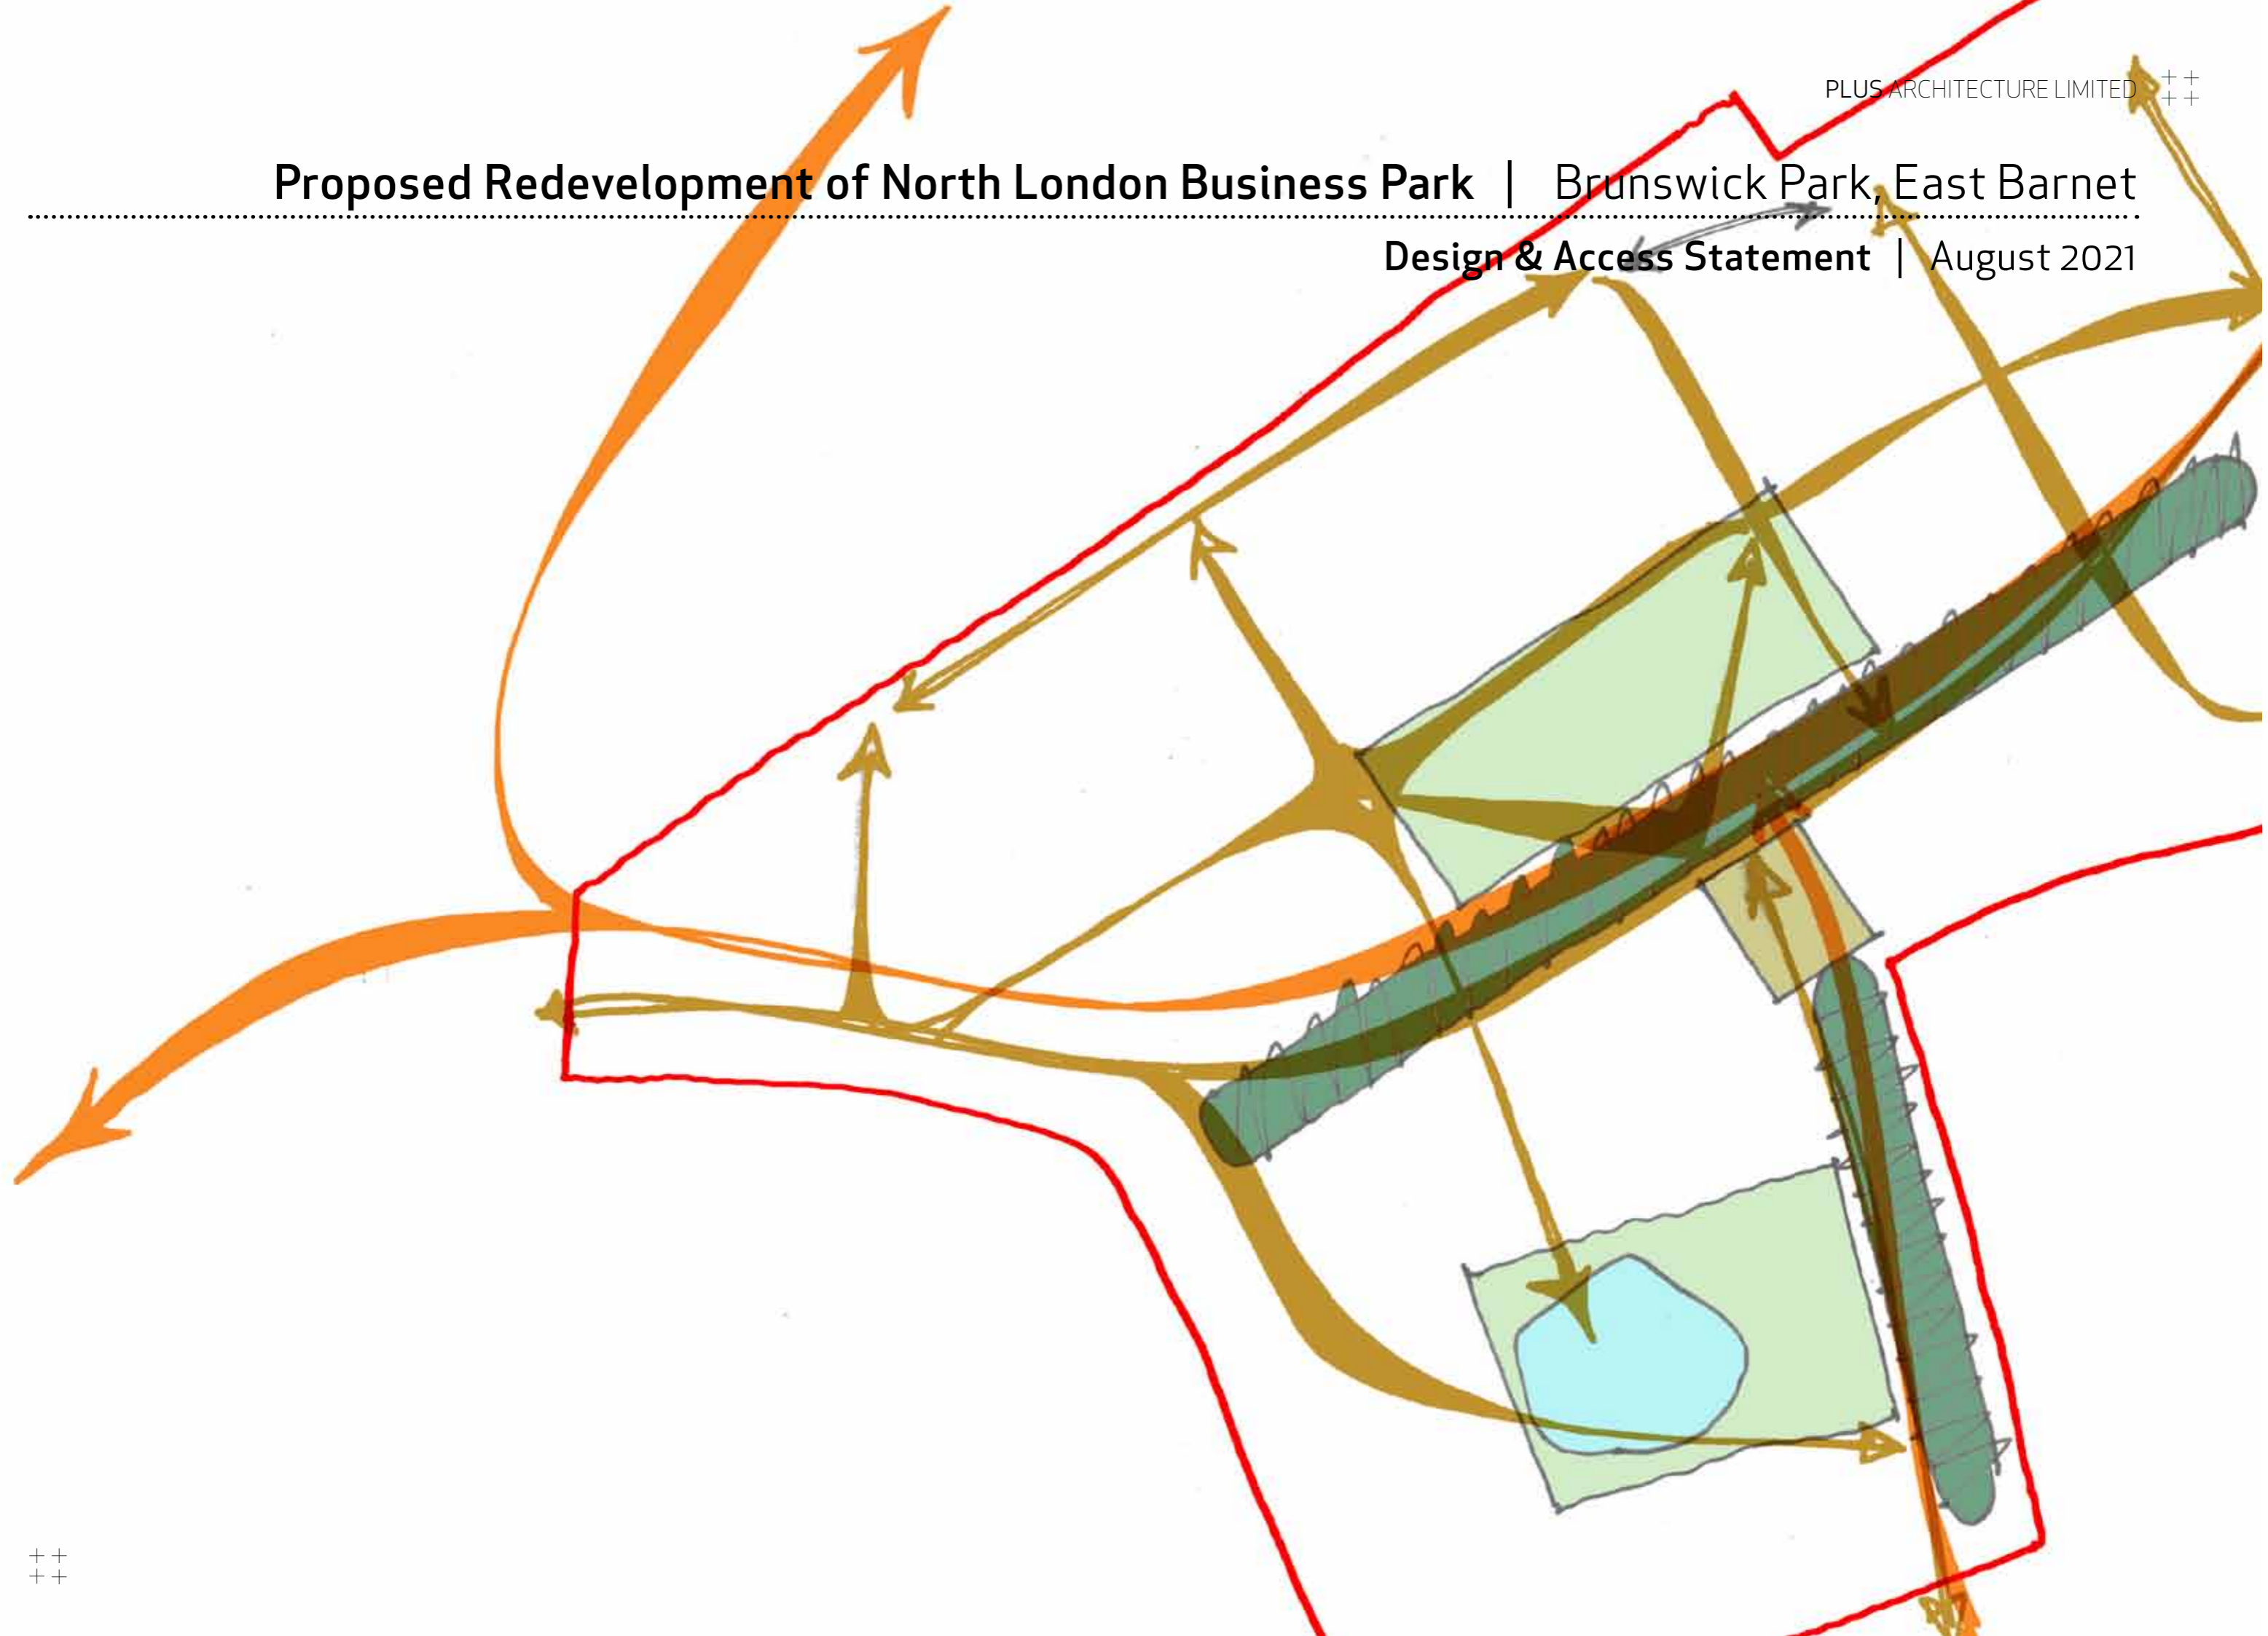 PLUS ARCHITECTURE LIMITED
Proposed Redevelopment of North London Business Park | Brunswick Park, East Barnet
Design & Access Statement | August 2021